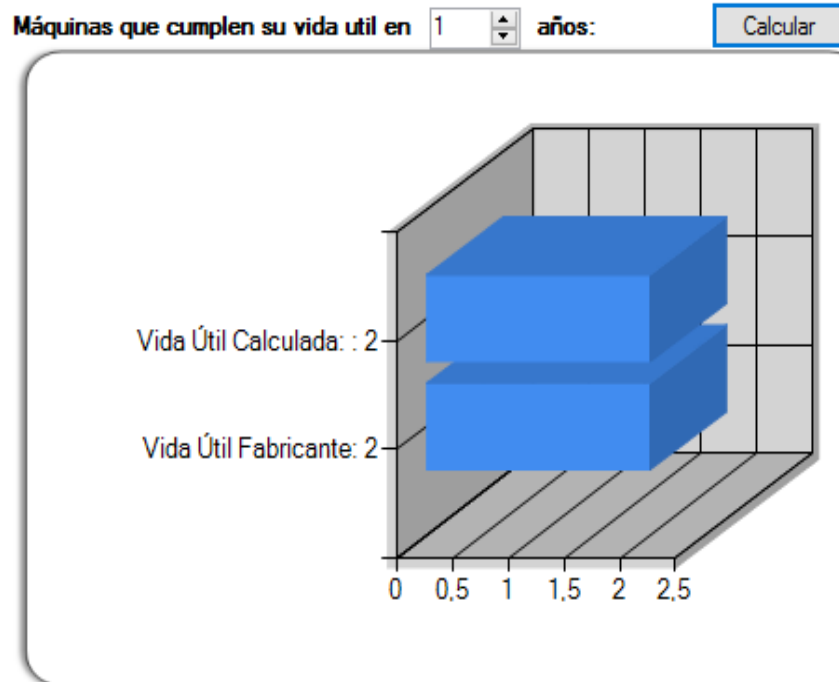 Máquinas que cumplen su vida util en 1 años: Calcular
Vida Útil Calculada: : 2
Vida Útil Fabricante: 2
0 0,5 1 1,5 2 2,5